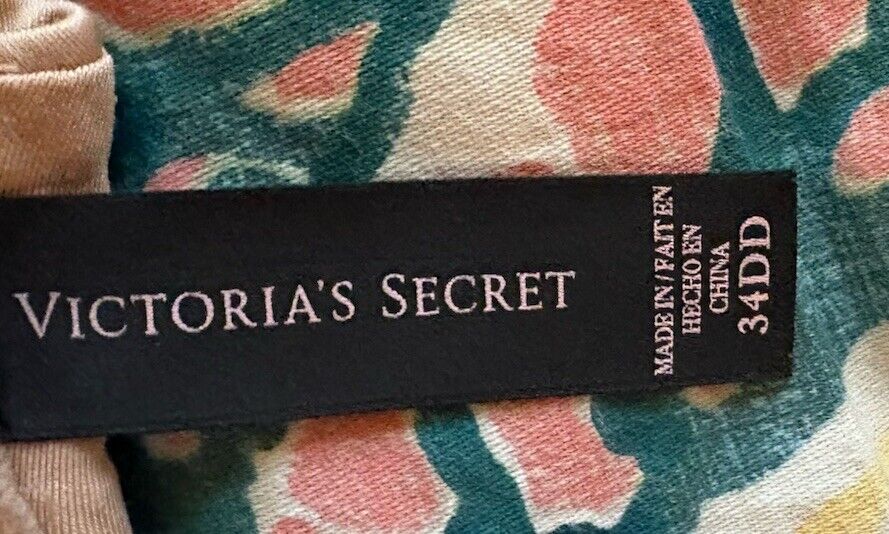 VICTORIA'S SECRET
MADE IN / FAIT EN
HECHO EN
CHINA
34DD